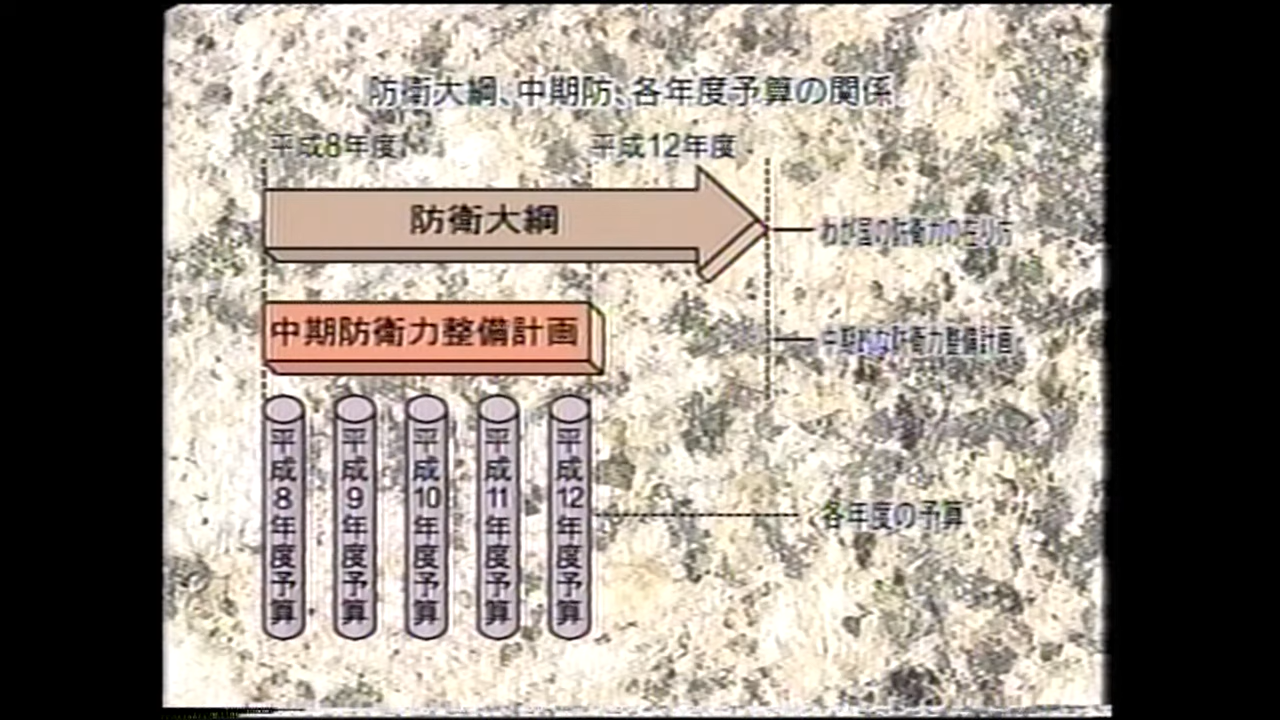 防衛大綱、中期防、各年度予算の関係
平成8年度
平成12年度
防衛大綱
わが国の防衛力の在り方
中期防衛力整備計画
中期的な防衛力整備計画
平成8年度予算
平成9年度予算
平成10年度予算
平成11年度予算
平成12年度予算
各年度の予算